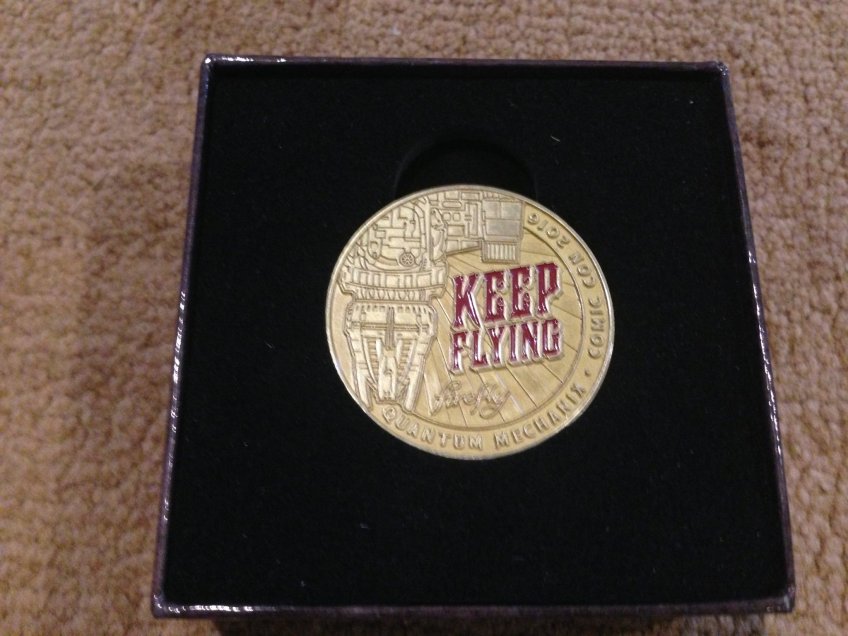 KEEP
FLYING
Firefly
QUANTUM MECHANIX · COMIC CON 2016